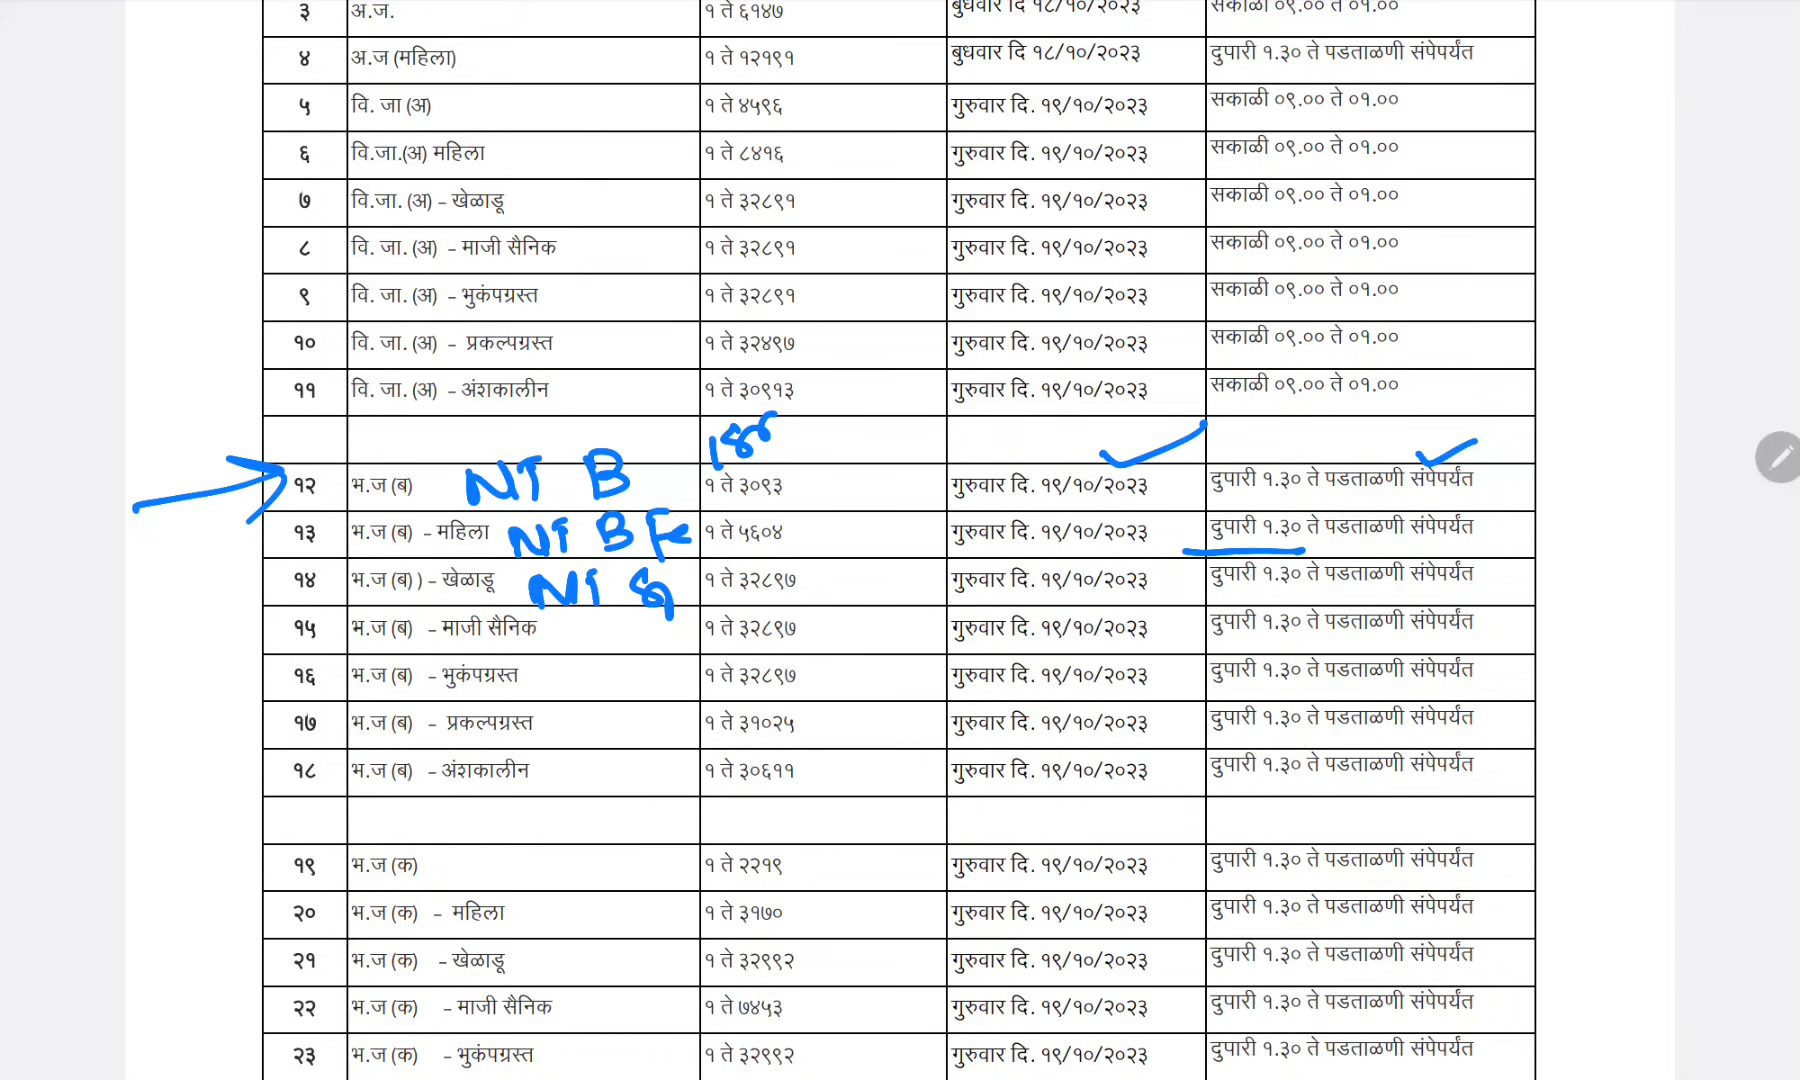 ३ अ.ज. १ ते ६१४७ बुधवार दि १८/१०/२०२३ सकाळी ०९.०० ते ०१.००
४ अ.ज (महिला) १ ते १२१९१ बुधवार दि १८/१०/२०२३ दुपारी १.३० ते पडताळणी संपेपर्यंत
५ वि. जा (अ) १ ते ४५९६ गुरुवार दि. १९/१०/२०२३ सकाळी ०९.०० ते ०१.००
६ वि.जा.(अ) महिला १ ते ८४१६ गुरुवार दि. १९/१०/२०२३ सकाळी ०९.०० ते ०१.००
७ वि.जा. (अ) – खेळाडू १ ते ३२८९१ गुरुवार दि. १९/१०/२०२३ सकाळी ०९.०० ते ०१.००
८ वि. जा. (अ) – माजी सैनिक १ ते ३२८९१ गुरुवार दि. १९/१०/२०२३ सकाळी ०९.०० ते ०१.००
९ वि. जा. (अ) – भुकंपग्रस्त १ ते ३२८९१ गुरुवार दि. १९/१०/२०२३ सकाळी ०९.०० ते ०१.००
१० वि. जा. (अ) – प्रकल्पग्रस्त १ ते ३२४९७ गुरुवार दि. १९/१०/२०२३ सकाळी ०९.०० ते ०१.००
११ वि. जा. (अ) – अंशकालीन १ ते ३०९१३ गुरुवार दि. १९/१०/२०२३ सकाळी ०९.०० ते ०१.००
१२ भ.ज (ब) NT B १ ते ३०९३ गुरुवार दि. १९/१०/२०२३ दुपारी १.३० ते पडताळणी संपेपर्यंत
१३ भ.ज (ब) – महिला NT B Fe १ ते ५६०४ गुरुवार दि. १९/१०/२०२३ दुपारी १.३० ते पडताळणी संपेपर्यंत
१४ भ.ज (ब) ) – खेळाडू NT १ ते ३२८९७ गुरुवार दि. १९/१०/२०२३ दुपारी १.३० ते पडताळणी संपेपर्यंत
१५ भ.ज (ब) – माजी सैनिक १ ते ३२८९७ गुरुवार दि. १९/१०/२०२३ दुपारी १.३० ते पडताळणी संपेपर्यंत
१६ भ.ज (ब) – भुकंपग्रस्त १ ते ३२८९७ गुरुवार दि. १९/१०/२०२३ दुपारी १.३० ते पडताळणी संपेपर्यंत
१७ भ.ज (ब) – प्रकल्पग्रस्त १ ते ३१०२५ गुरुवार दि. १९/१०/२०२३ दुपारी १.३० ते पडताळणी संपेपर्यंत
१८ भ.ज (ब) – अंशकालीन १ ते ३०६११ गुरुवार दि. १९/१०/२०२३ दुपारी १.३० ते पडताळणी संपेपर्यंत
१९ भ.ज (क) १ ते २२१९ गुरुवार दि. १९/१०/२०२३ दुपारी १.३० ते पडताळणी संपेपर्यंत
२० भ.ज (क) – महिला १ ते ३१७० गुरुवार दि. १९/१०/२०२३ दुपारी १.३० ते पडताळणी संपेपर्यंत
२१ भ.ज (क) – खेळाडू १ ते ३२९९२ गुरुवार दि. १९/१०/२०२३ दुपारी १.३० ते पडताळणी संपेपर्यंत
२२ भ.ज (क) – माजी सैनिक १ ते ७४५३ गुरुवार दि. १९/१०/२०२३ दुपारी १.३० ते पडताळणी संपेपर्यंत
२३ भ.ज (क) – भुकंपग्रस्त १ ते ३२९९२ गुरुवार दि. १९/१०/२०२३ दुपारी १.३० ते पडताळणी संपेपर्यंत